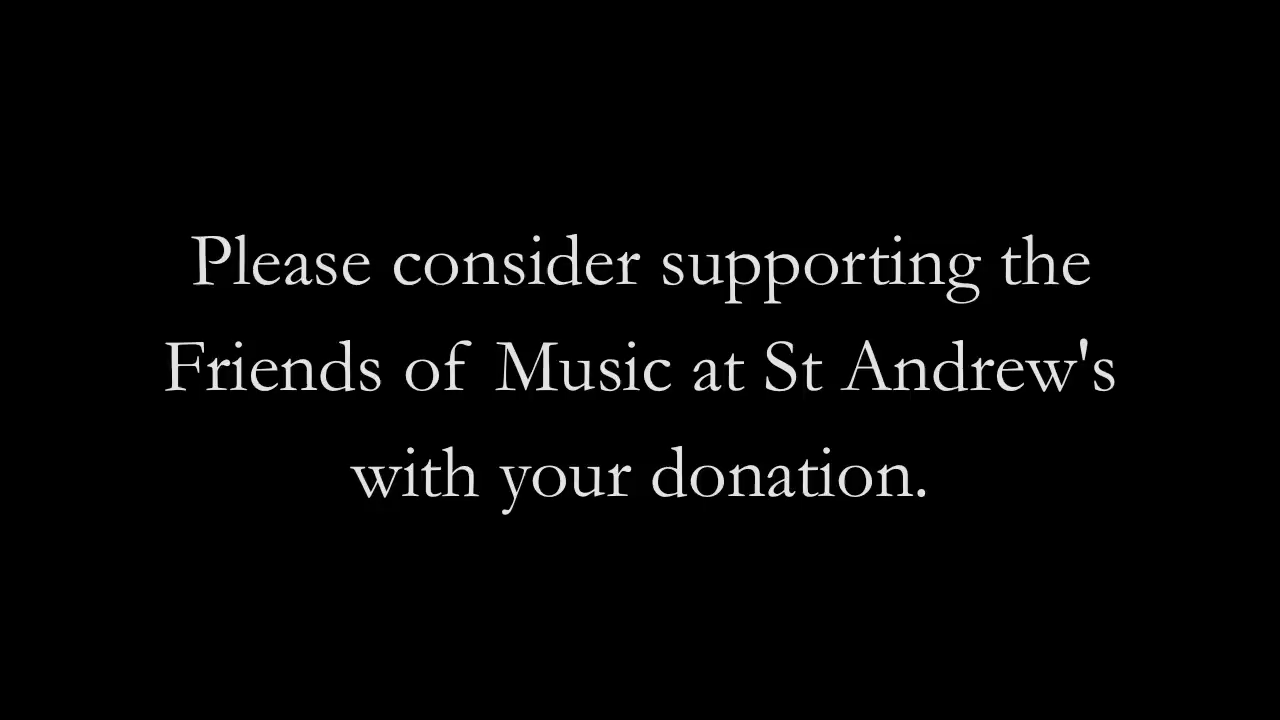 Please consider supporting the
Friends of Music at St Andrew's
with your donation.